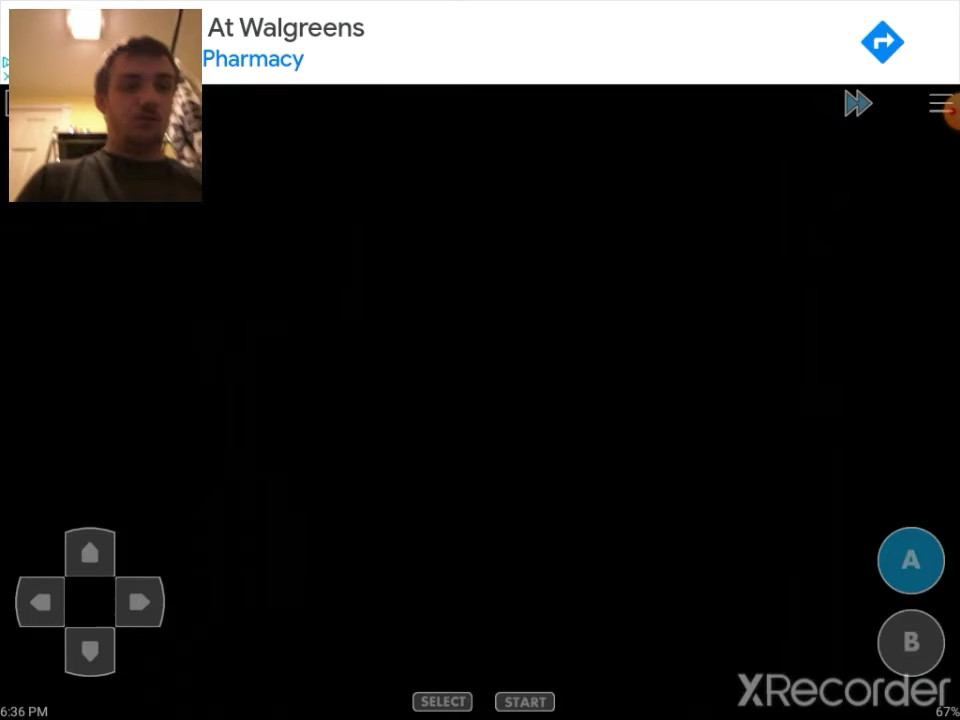 At Walgreens
Pharmacy
A
B
SELECT
START
XRecorder
6:36 PM
67%